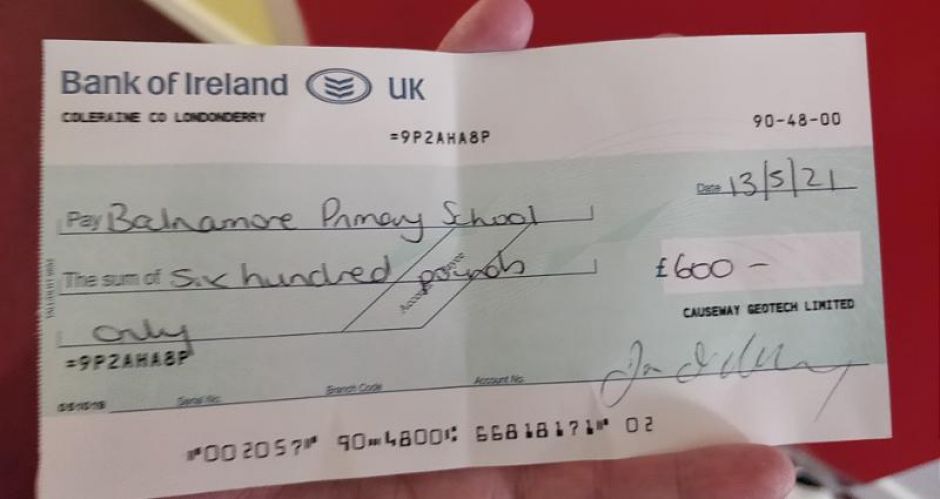 Bank of Ireland UK
COLERAINE CO LONDONDERRY
=9P2AHA8P
90-48-00
Date 13/5/21
Pay Balnamore Primary School
The sum of Six hundred pounds
£600 -
Account Payee
CAUSEWAY GEOTECH LIMITED
only
=9P2AHA8P
Serial No. Branch Code Account No.
⑈002057⑈ 90⑉4800⑆ 66818171⑈ 02